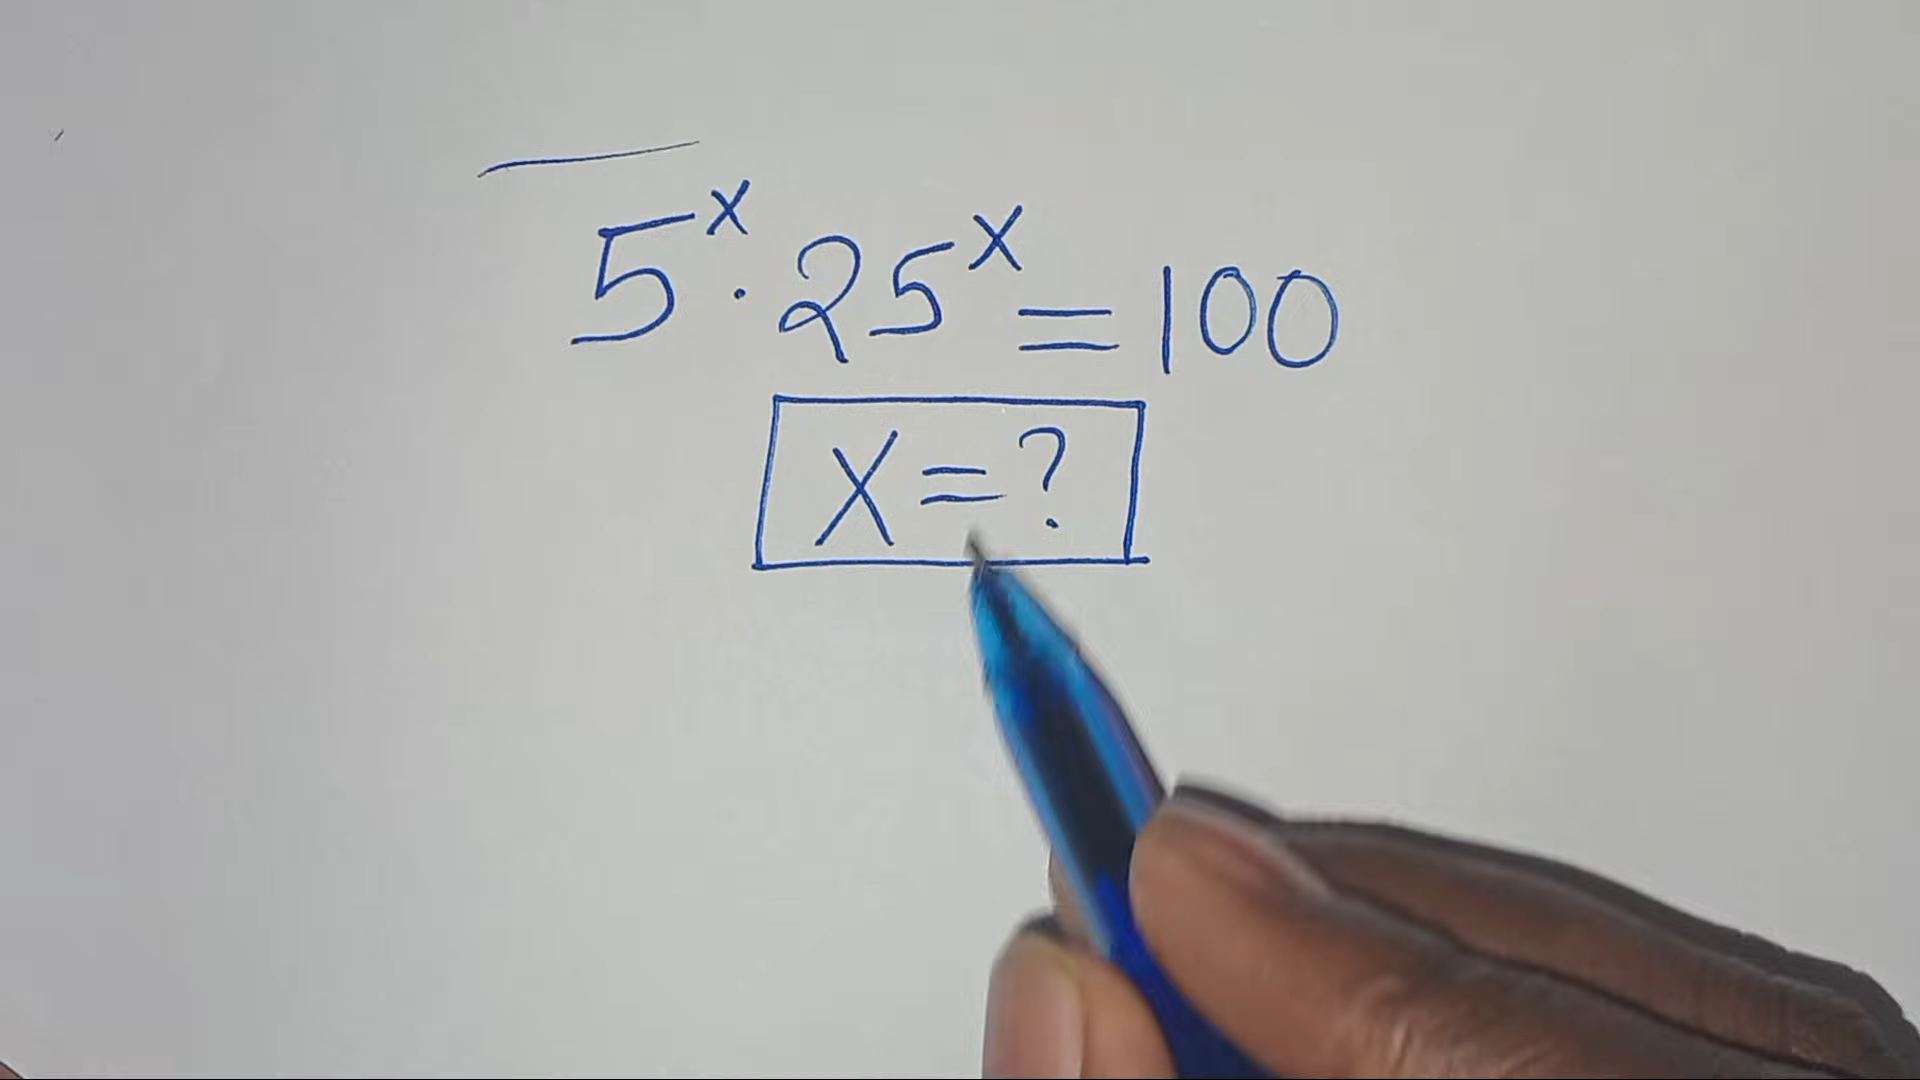 5^x · 25^x = 100
X = ?